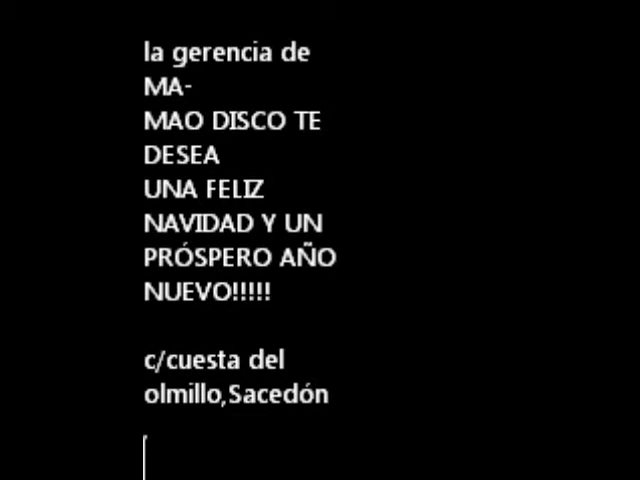 la gerencia de
MA-
MAO DISCO TE
DESEA
UNA FELIZ
NAVIDAD Y UN
PRÓSPERO AÑO
NUEVO!!!!!
c/cuesta del
olmillo,Sacedón